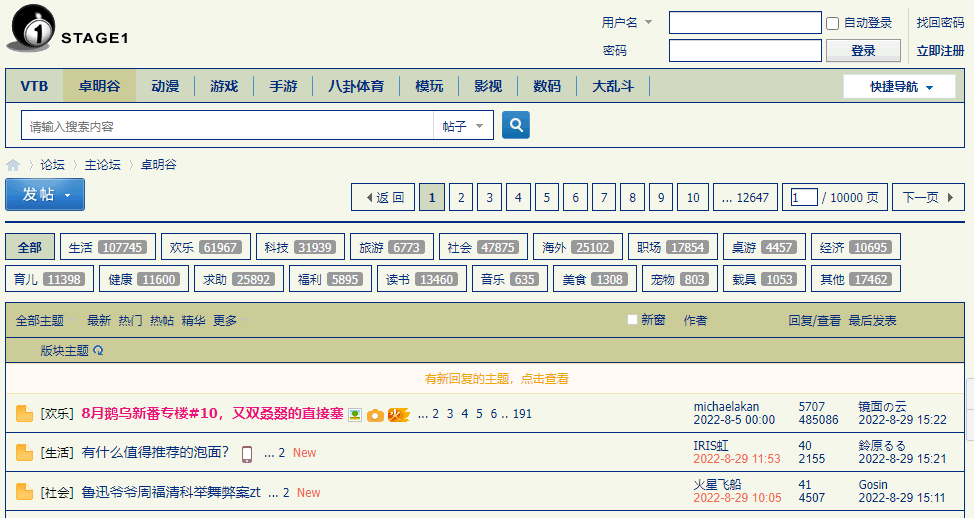 1 STAGE1
用户名 自动登录 找回密码
密码 登录 立即注册
VTB 卓明谷 动漫 游戏 手游 八卦体育 模玩 影视 数码 大乱斗 快捷导航
请输入搜索内容 帖子
论坛 主论坛 卓明谷
发帖 返 回 1 2 3 4 5 6 7 8 9 10 ... 12647 1 / 10000 页 下一页
全部 生活 107745 欢乐 61967 科技 31939 旅游 6773 社会 47875 海外 25102 职场 17854 桌游 4457 经济 10695
育儿 11398 健康 11600 求助 25892 福利 5895 读书 13460 音乐 635 美食 1308 宠物 803 载具 1053 其他 17462
全部主题 最新 热门 热帖 精华 更多 新窗 作者 回复/查看 最后发表
版块主题
有新回复的主题，点击查看
[欢乐] 8月鹅乌新番专楼#10，又双叒叕的直接塞 火 ... 2 3 4 5 6 .. 191 michaelakan 5707 镜面の云
2022-8-5 00:00 485086 2022-8-29 15:22
[生活] 有什么值得推荐的泡面？ ... 2 New IRIS虹 40 鈴原るる
2022-8-29 11:53 2155 2022-8-29 15:21
[社会] 鲁迅爷爷周福清科举舞弊案zt ... 2 New 火星飞船 41 Gosin
2022-8-29 10:05 4507 2022-8-29 15:11